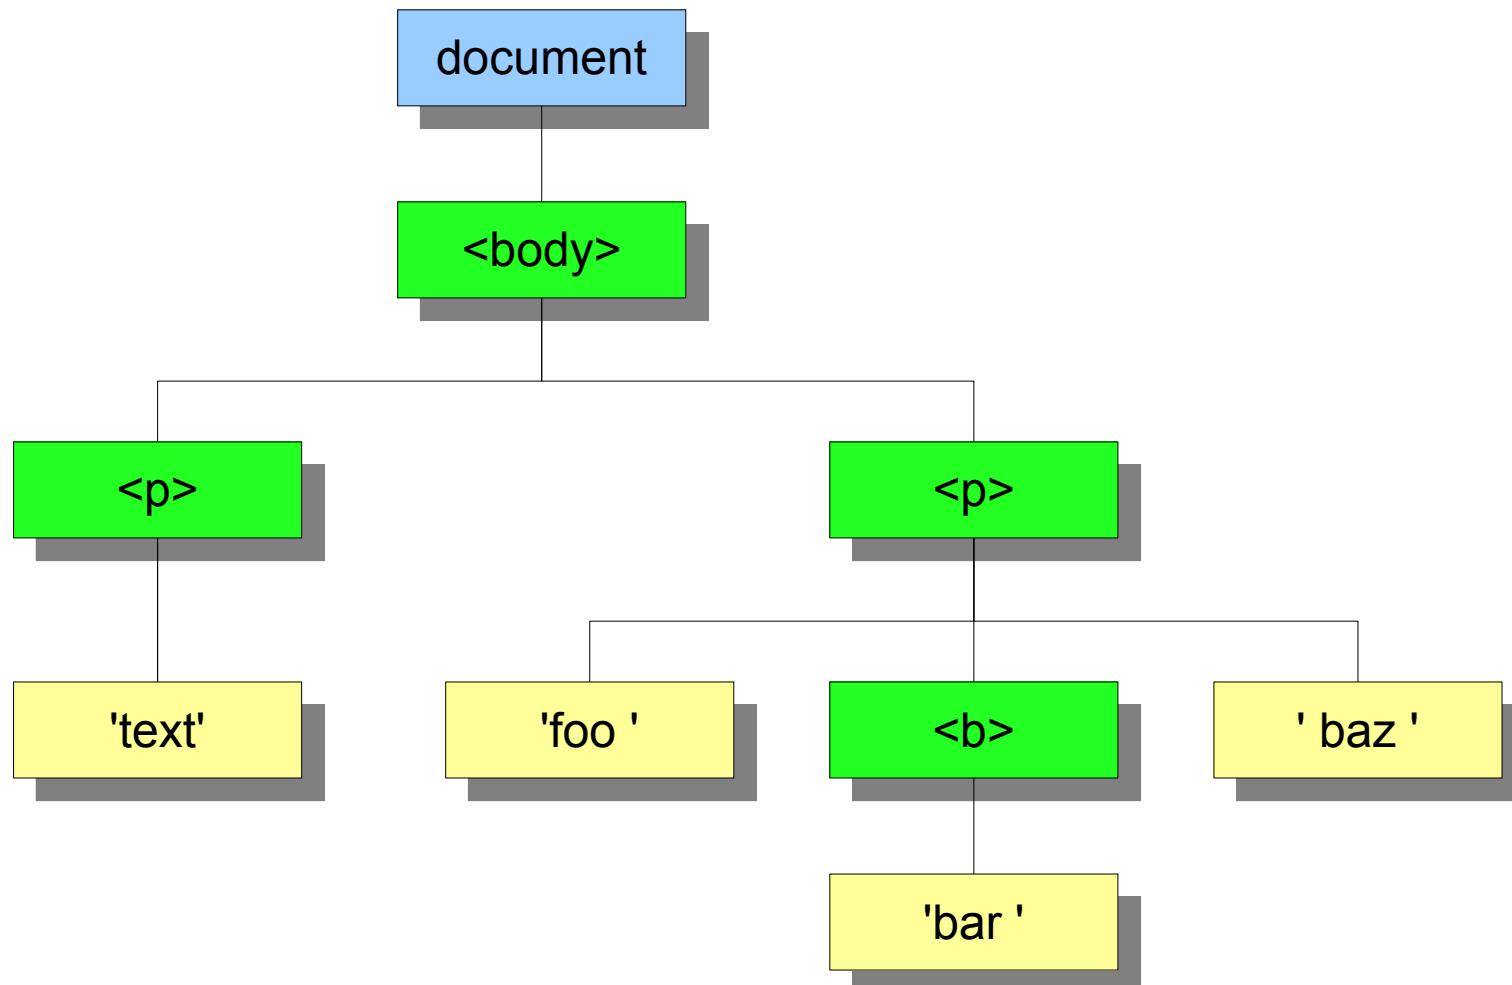 document
<body>
<p>
<p>
'text'
'foo '
<b>
' baz '
'bar '